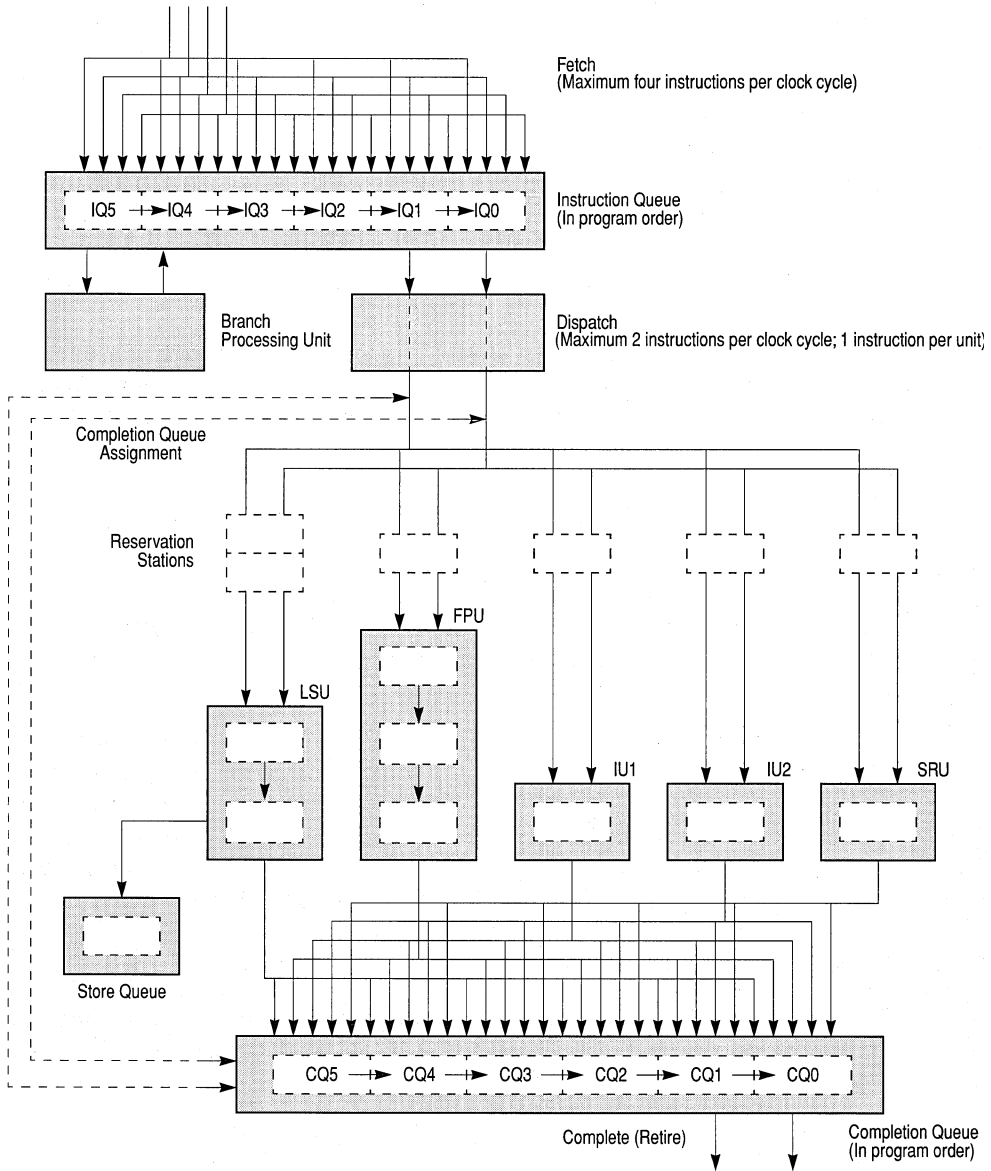 Fetch
(Maximum four instructions per clock cycle)
IQ5 IQ4 IQ3 IQ2 IQ1 IQ0
Instruction Queue
(In program order)
Branch
Processing Unit
Dispatch
(Maximum 2 instructions per clock cycle; 1 instruction per unit)
Completion Queue
Assignment
Reservation
Stations
FPU
LSU
IU1
IU2
SRU
Store Queue
CQ5 CQ4 CQ3 CQ2 CQ1 CQ0
Complete (Retire)
Completion Queue
(In program order)